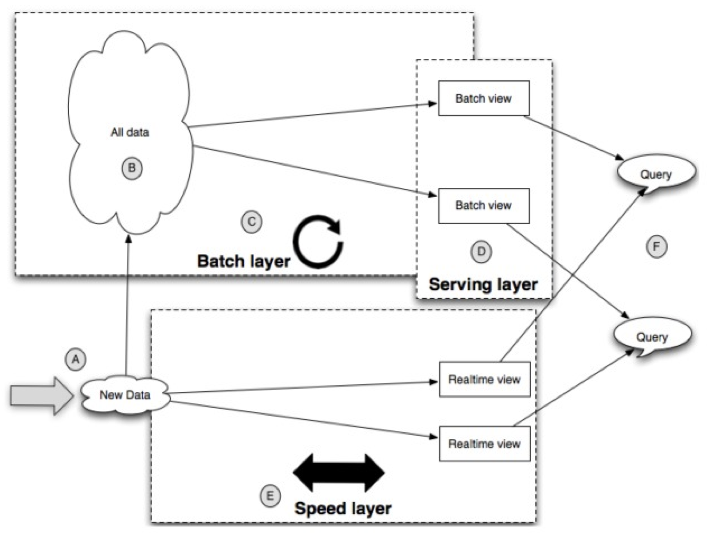 Batch view
All data
B
Query
Batch view
C
F
D
Batch layer
Serving layer
Query
A
Realtime view
New Data
Realtime view
E
Speed layer